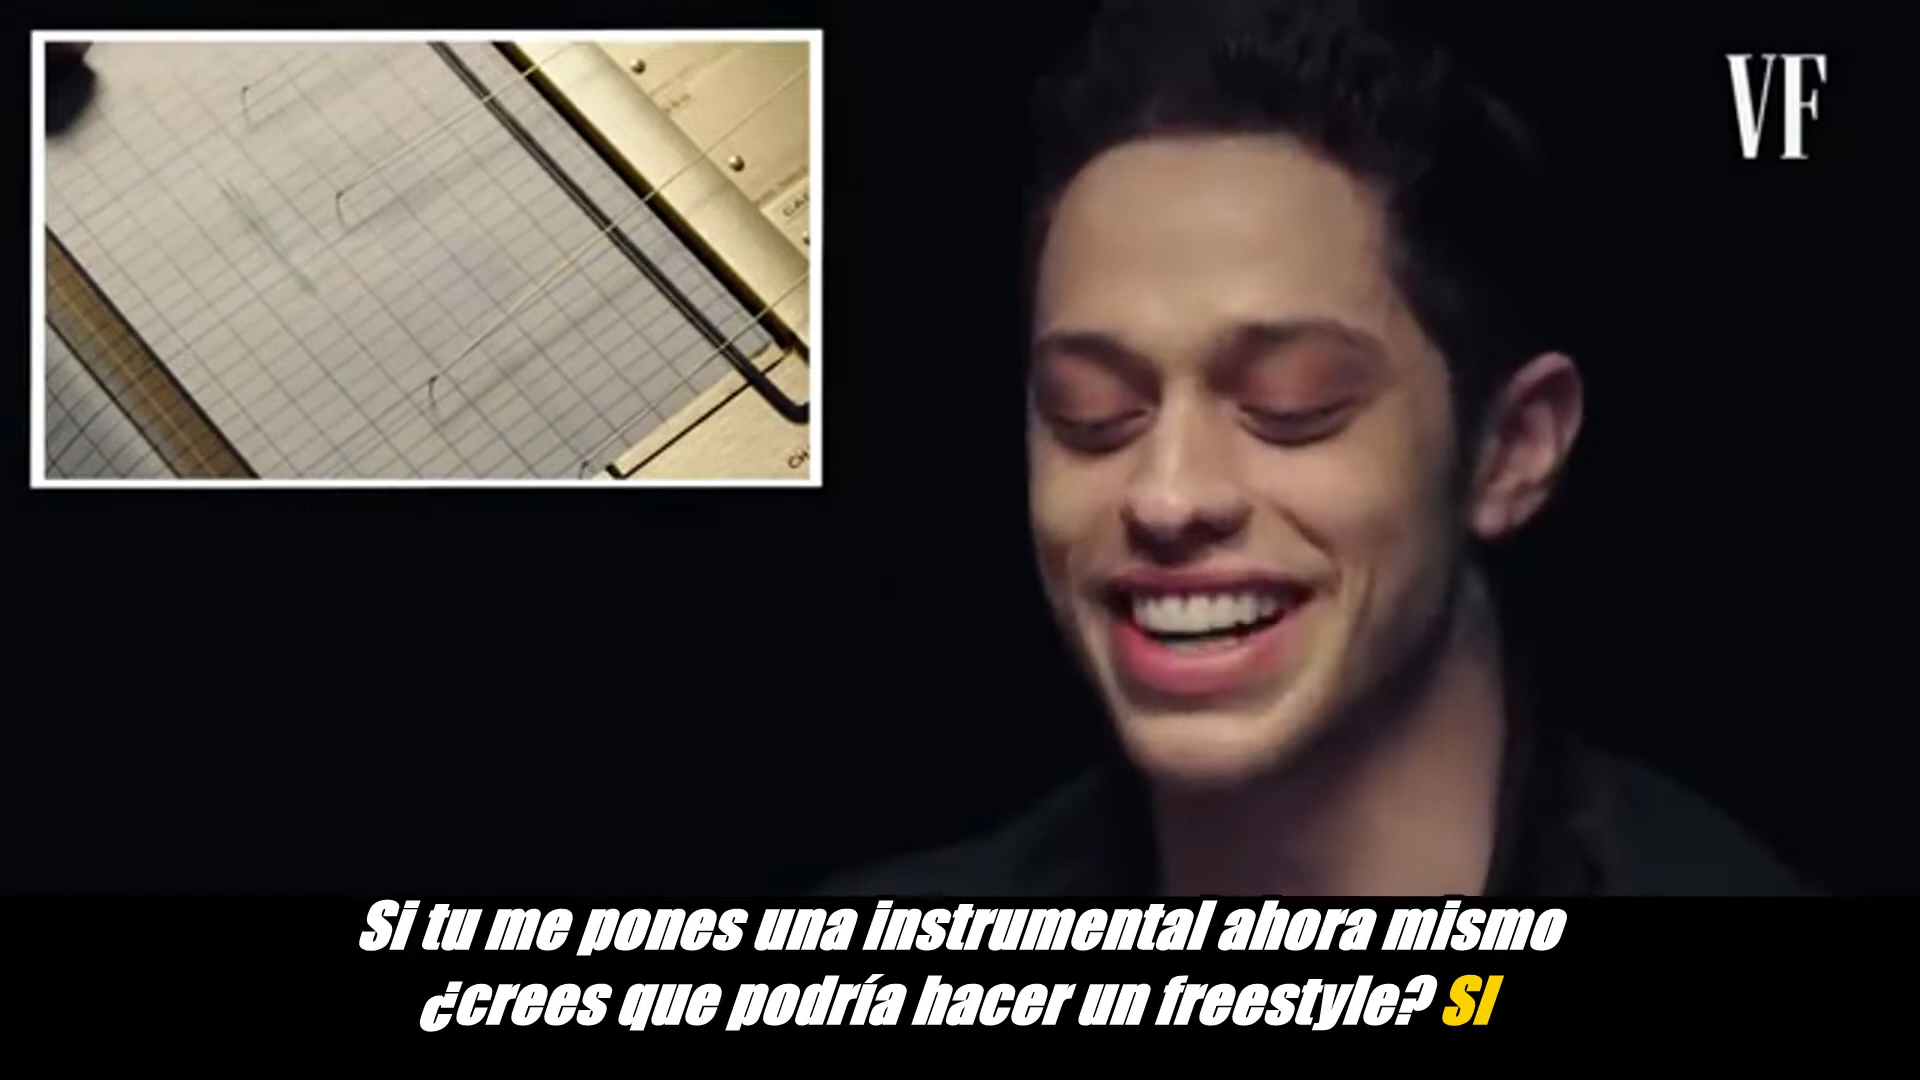 VF
Si tu me pones una instrumental ahora mismo
¿crees que podría hacer un freestyle? SI